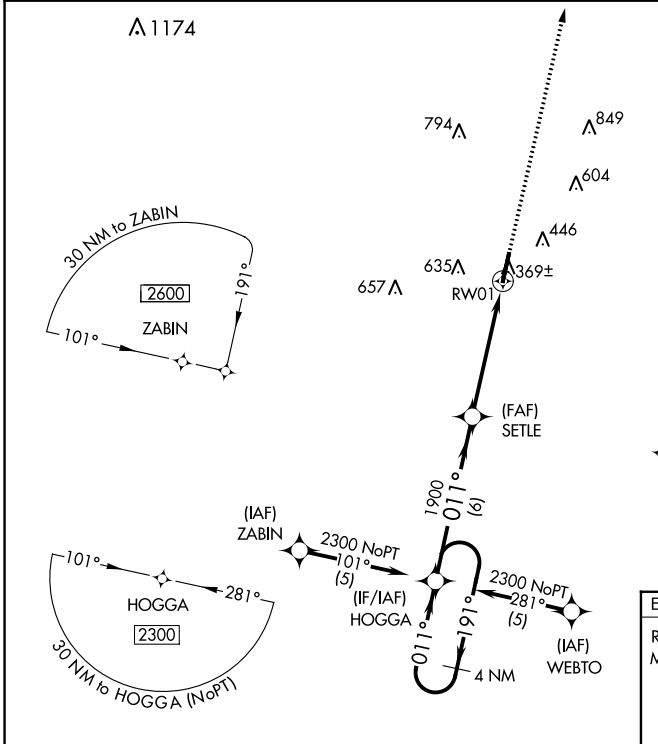 1174
794
849
604
446
635
369±
657
RW01
30 NM to ZABIN
2600
191°
ZABIN
101°
(FAF)
SETLE
1900
011°
(6)
(IAF)
ZABIN
2300 NoPT
101°
(5)
(IF/IAF)
HOGGA
2300 NoPT
281°
(5)
(IAF)
WEBTO
011°
191°
4 NM
101°
281°
HOGGA
2300
30 NM to HOGGA (NoPT)
E
R
M